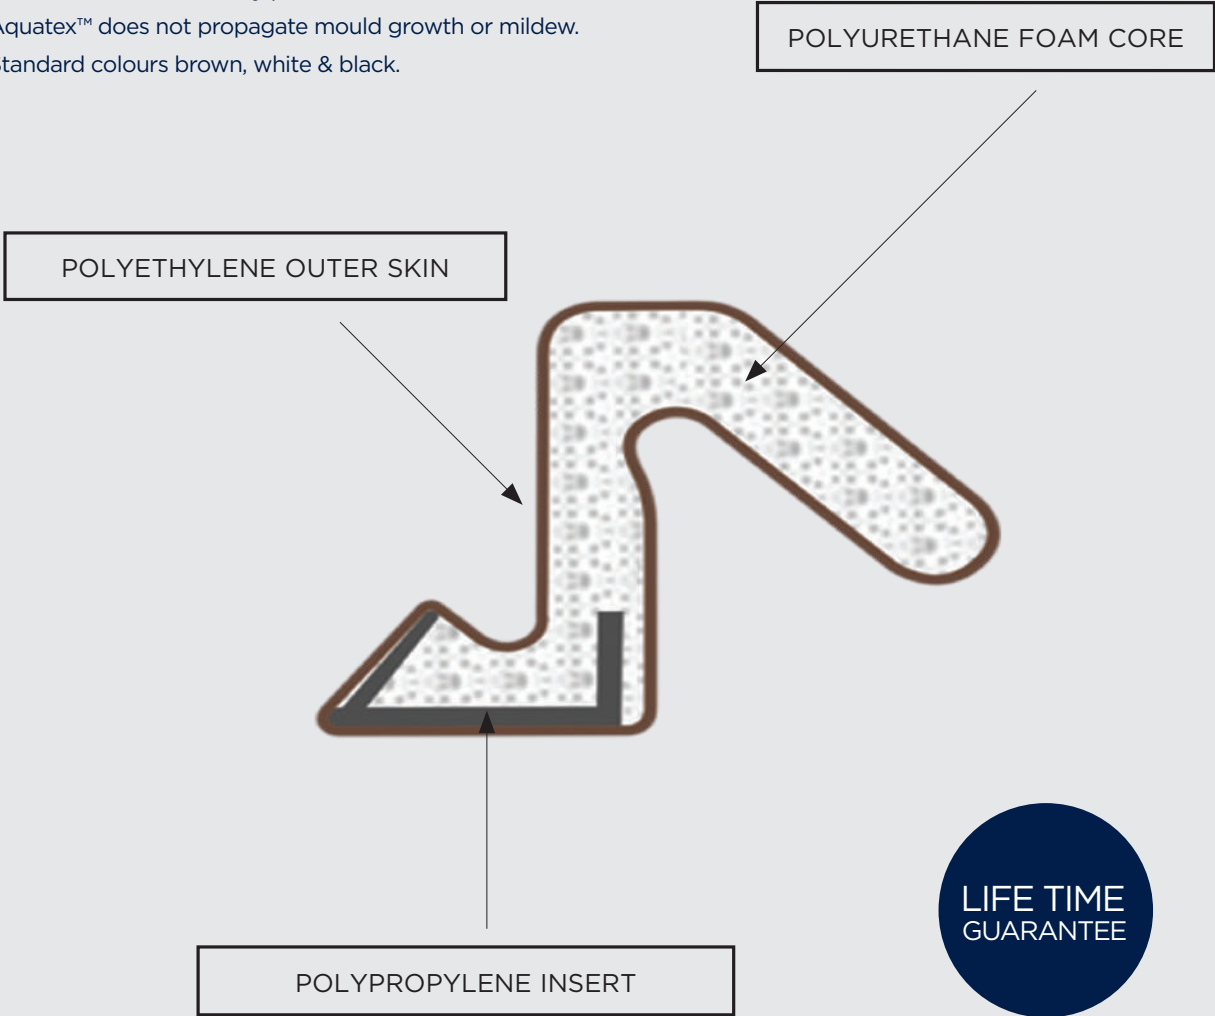 Aquatex™ does not propagate mould growth or mildew.
Standard colours brown, white & black.
POLYURETHANE FOAM CORE
POLYETHYLENE OUTER SKIN
LIFE TIME
GUARANTEE
POLYPROPYLENE INSERT